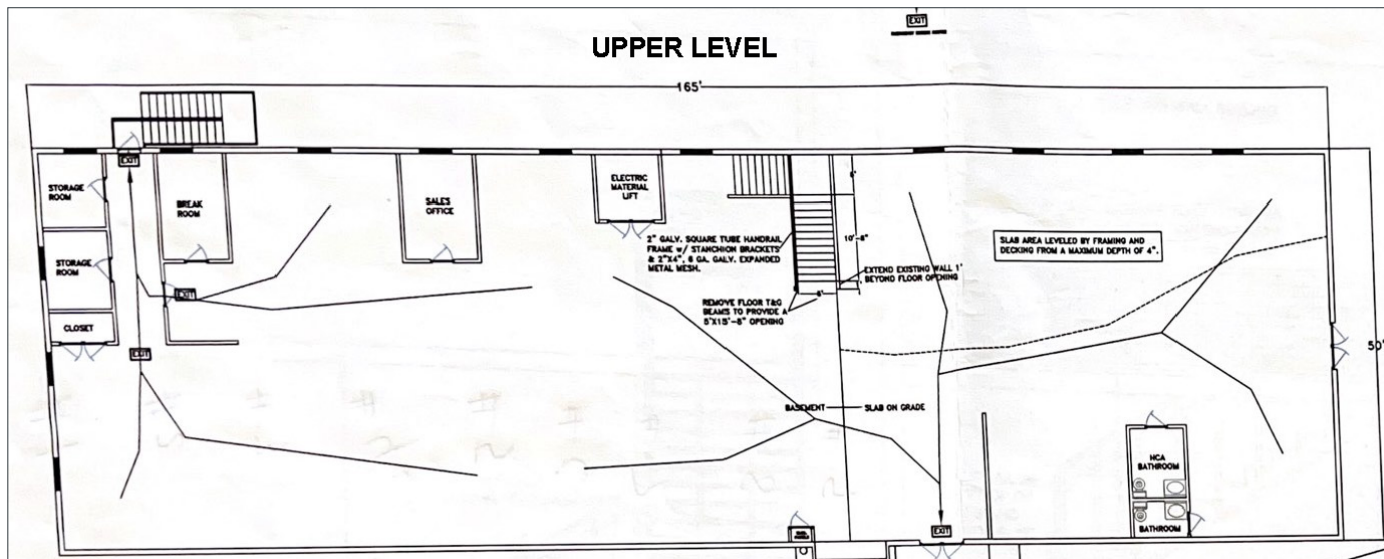 EXIT
UPPER LEVEL
165'
EXIT
STORAGE
ROOM
BREAK
ROOM
SALES
OFFICE
ELECTRIC
MATERIAL
LIFT
6'
2" GALV. SQUARE TUBE HANDRAIL
FRAME w/ STANCHION BRACKETS
& 2"X4", 6 GA. GALV. EXPANDED
METAL MESH.
10'-8"
SLAB AREA LEVELED BY FRAMING AND
DECKING FROM A MAXIMUM DEPTH OF 4".
STORAGE
ROOM
EXIT
EXTEND EXISTING WALL 1'
BEYOND FLOOR OPENING
REMOVE FLOOR T&G
BEAMS TO PROVIDE A
5'X15'-8" OPENING
CLOSET
EXIT
50'
BASEMENT
SLAB ON GRADE
HCA
BATHROOM
BATHROOM
EXIT